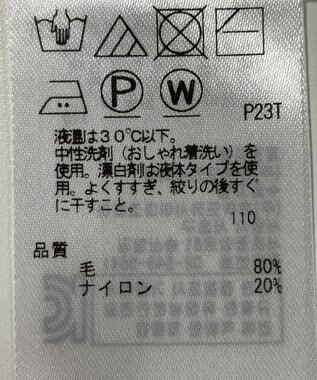 P W
P23T
液温は30℃以下。
中性洗剤（おしゃれ着洗い）を
使用。漂白剤は液体タイプを使
用。よくすすぎ、絞りの後すぐ
に干すこと。
110
品質
毛 80%
ナイロン 20%